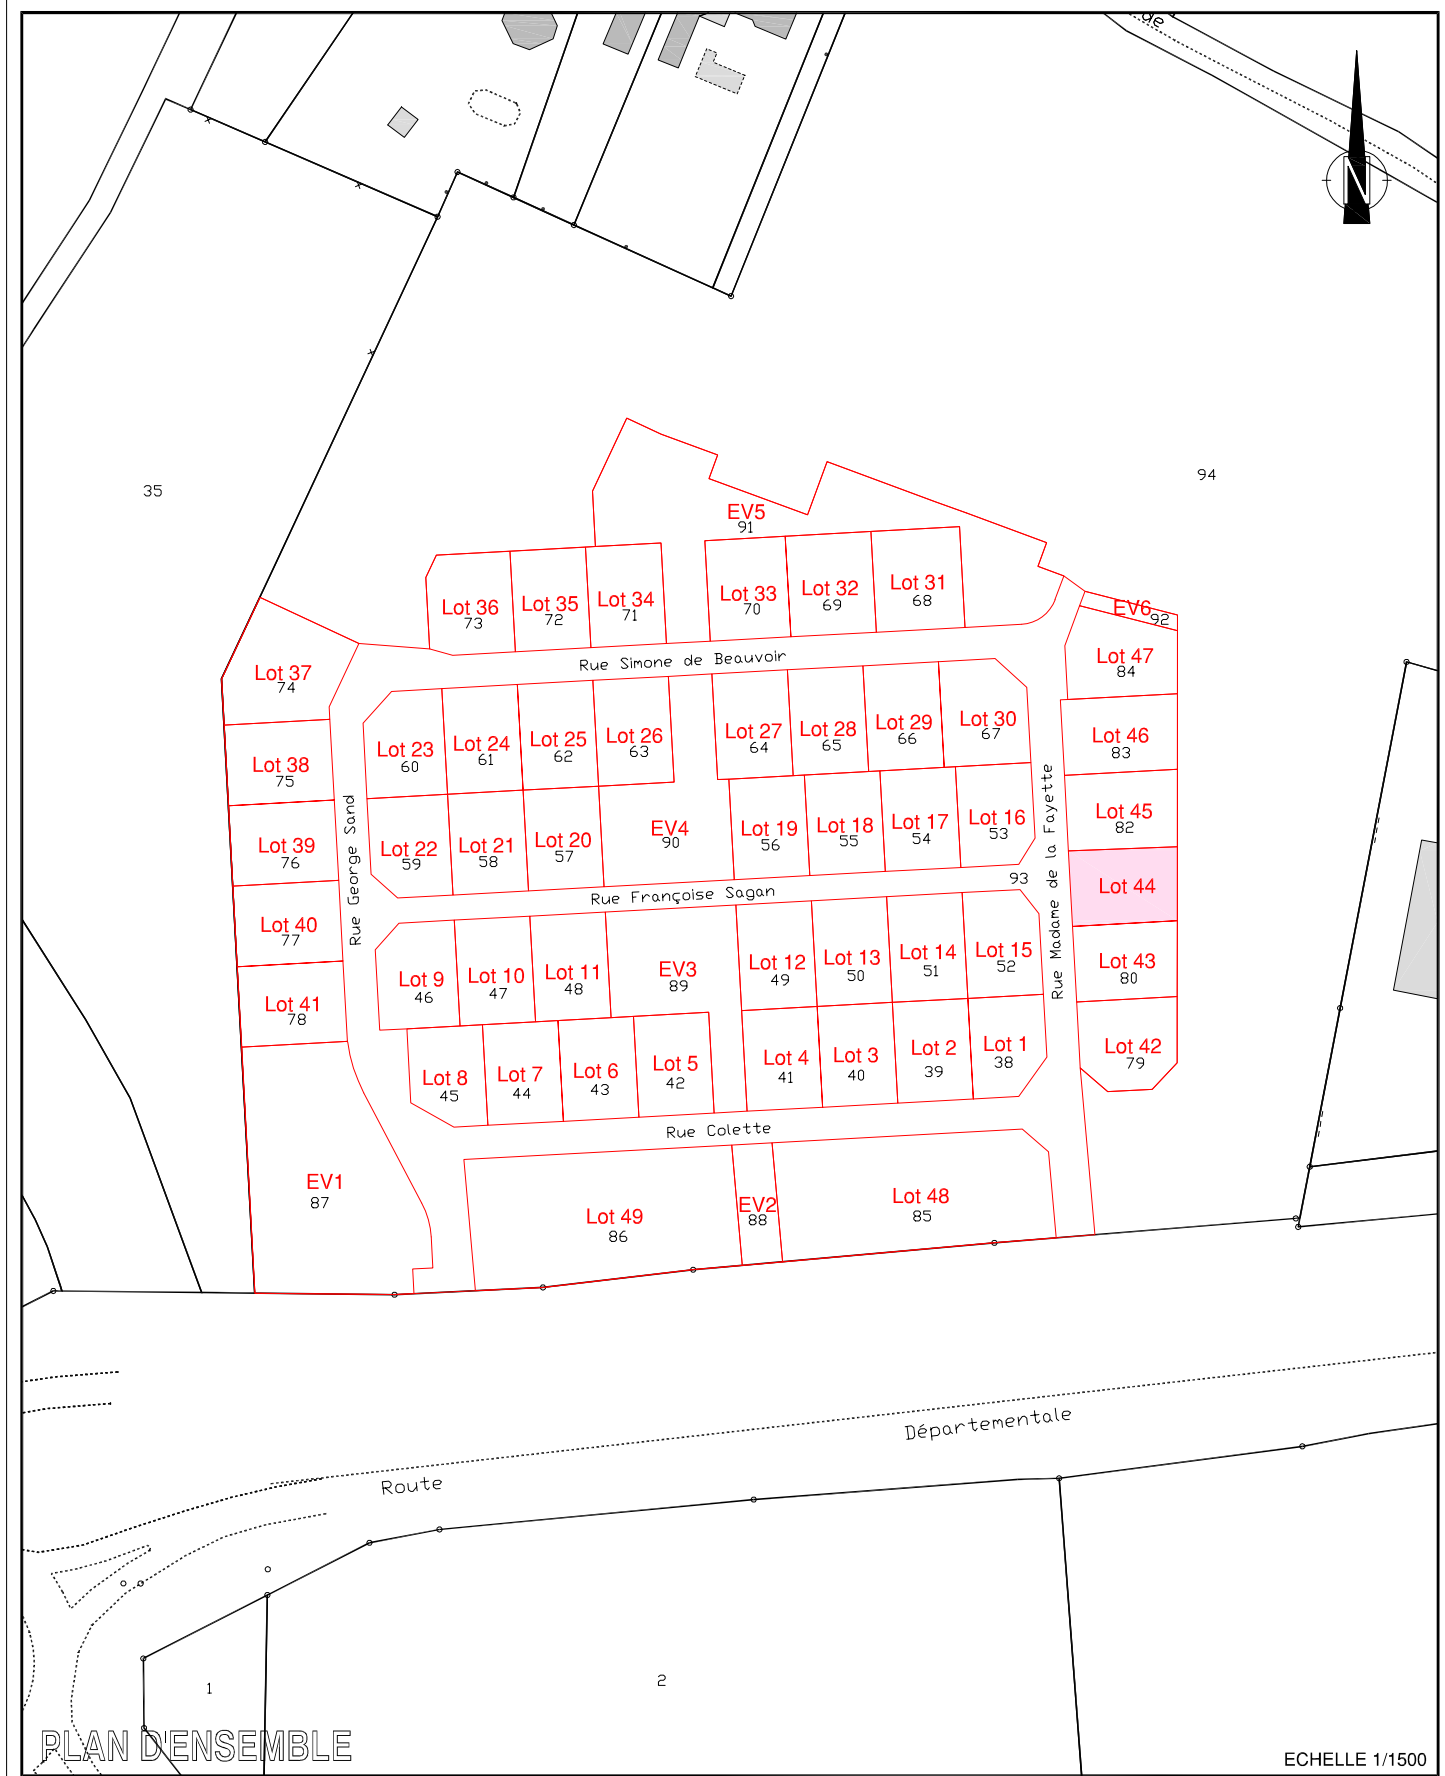 de
N
35
94
EV5
91
Lot 36
73
Lot 35
72
Lot 34
71
Lot 33
70
Lot 32
69
Lot 31
68
EV6
92
Rue Simone de Beauvoir
Lot 37
74
Lot 47
84
Lot 23
60
Lot 24
61
Lot 25
62
Lot 26
63
Lot 27
64
Lot 28
65
Lot 29
66
Lot 30
67
Lot 46
83
Lot 38
75
Rue George Sand
Rue Madame de la Fayette
Lot 39
76
Lot 22
59
Lot 21
58
Lot 20
57
EV4
90
Lot 19
56
Lot 18
55
Lot 17
54
Lot 16
53
Lot 45
82
Rue Françoise Sagan
93
Lot 44
Lot 40
77
Lot 9
46
Lot 10
47
Lot 11
48
EV3
89
Lot 12
49
Lot 13
50
Lot 14
51
Lot 15
52
Lot 43
80
Lot 41
78
Lot 8
45
Lot 7
44
Lot 6
43
Lot 5
42
Lot 4
41
Lot 3
40
Lot 2
39
Lot 1
38
Lot 42
79
Rue Colette
EV1
87
Lot 49
86
EV2
88
Lot 48
85
Route Départementale
1
2
PLAN D'ENSEMBLE
ECHELLE 1/1500